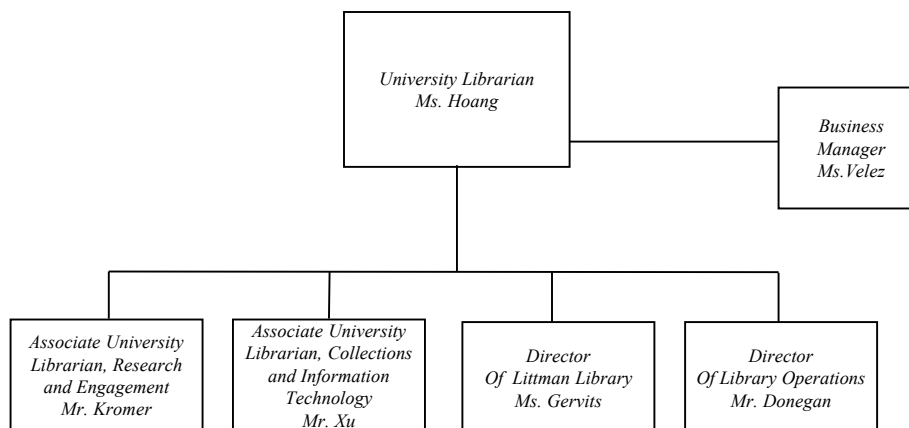 University Librarian
Ms. Hoang
Business
Manager
Ms.Velez
Associate University
Librarian, Research
and Engagement
Mr. Kromer
Associate University
Librarian, Collections
and Information
Technology
Mr. Xu
Director
Of Littman Library
Ms. Gervits
Director
Of Library Operations
Mr. Donegan